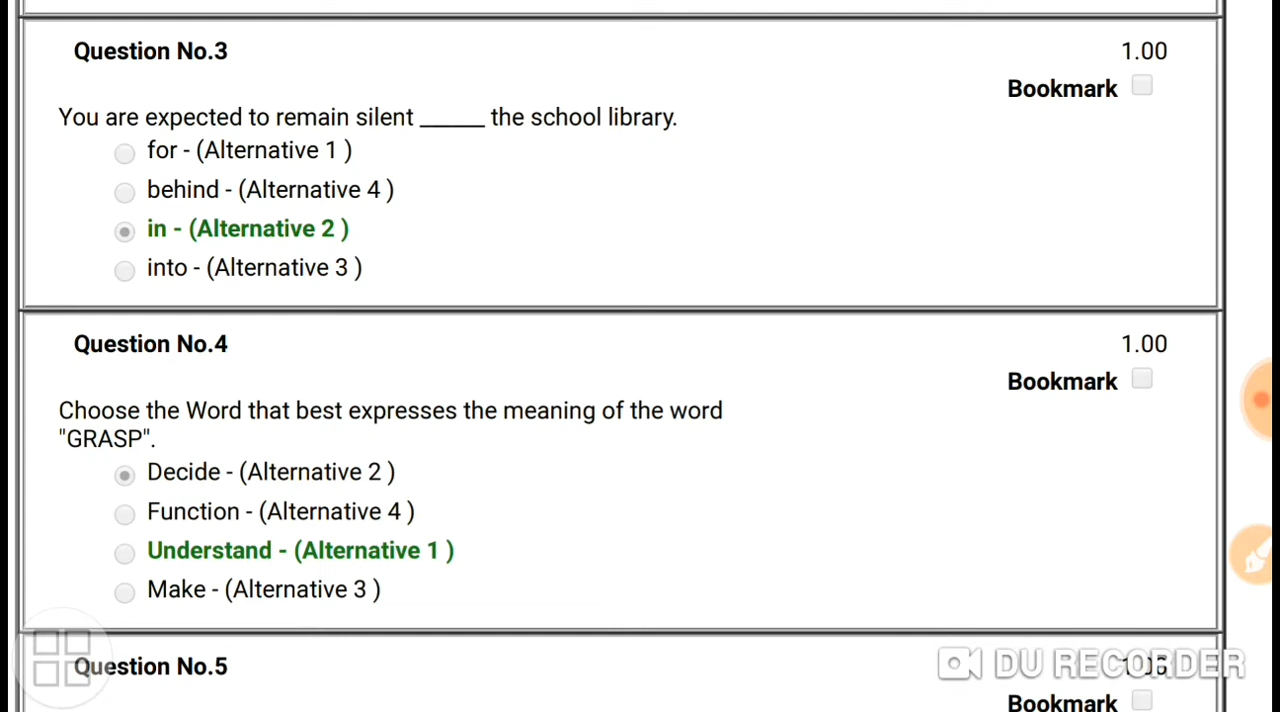 Question No.3 1.00
Bookmark
You are expected to remain silent ______ the school library.
for - (Alternative 1 )
behind - (Alternative 4 )
in - (Alternative 2 )
into - (Alternative 3 )
Question No.4 1.00
Bookmark
Choose the Word that best expresses the meaning of the word
"GRASP".
Decide - (Alternative 2 )
Function - (Alternative 4 )
Understand - (Alternative 1 )
Make - (Alternative 3 )
Question No.5
DU RECORDER
Bookmark